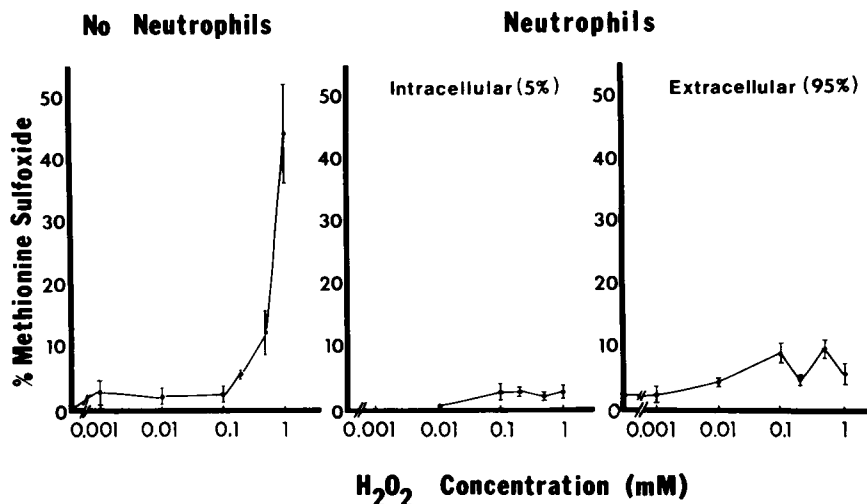 No Neutrophils
Neutrophils
Intracellular (5%)
Extracellular (95%)
% Methionine Sulfoxide
50
40
30
20
10
0
0.001 0.01 0.1 1
50
40
30
20
10
0
0.001 0.01 0.1 1
50
40
30
20
10
0
0.001 0.01 0.1 1
H₂O₂ Concentration (mM)